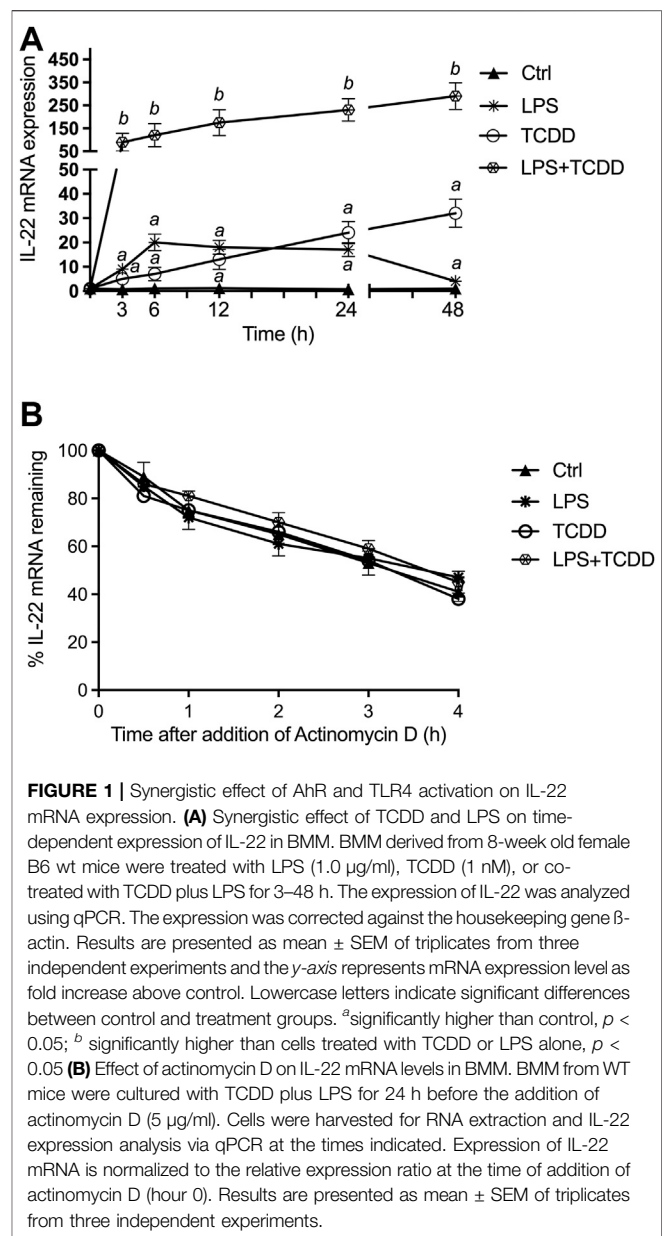 A
IL-22 mRNA expression
450
350
250
150
50
50
40
30
20
10
0
b
b
b
b
b
a
a
a
a
a
a
a
a
a
a
3
6
12
24
48
Time (h)
Ctrl
LPS
TCDD
LPS+TCDD
B
% IL-22 mRNA remaining
100
80
60
40
20
0
0
1
2
3
4
Time after addition of Actinomycin D (h)
Ctrl
LPS
TCDD
LPS+TCDD
FIGURE 1 | Synergistic effect of AhR and TLR4 activation on IL-22
mRNA expression. (A) Synergistic effect of TCDD and LPS on time-
dependent expression of IL-22 in BMM. BMM derived from 8-week old female
B6 wt mice were treated with LPS (1.0 µg/ml), TCDD (1 nM), or co-
treated with TCDD plus LPS for 3–48 h. The expression of IL-22 was analyzed
using qPCR. The expression was corrected against the housekeeping gene ß-
actin. Results are presented as mean ± SEM of triplicates from three
independent experiments and the y-axis represents mRNA expression level as
fold increase above control. Lowercase letters indicate significant differences
between control and treatment groups. a significantly higher than control, p <
0.05; b significantly higher than cells treated with TCDD or LPS alone, p <
0.05 (B) Effect of actinomycin D on IL-22 mRNA levels in BMM. BMM from WT
mice were cultured with TCDD plus LPS for 24 h before the addition of
actinomycin D (5 µg/ml). Cells were harvested for RNA extraction and IL-22
expression analysis via qPCR at the times indicated. Expression of IL-22
mRNA is normalized to the relative expression ratio at the time of addition of
actinomycin D (hour 0). Results are presented as mean ± SEM of triplicates
from three independent experiments.